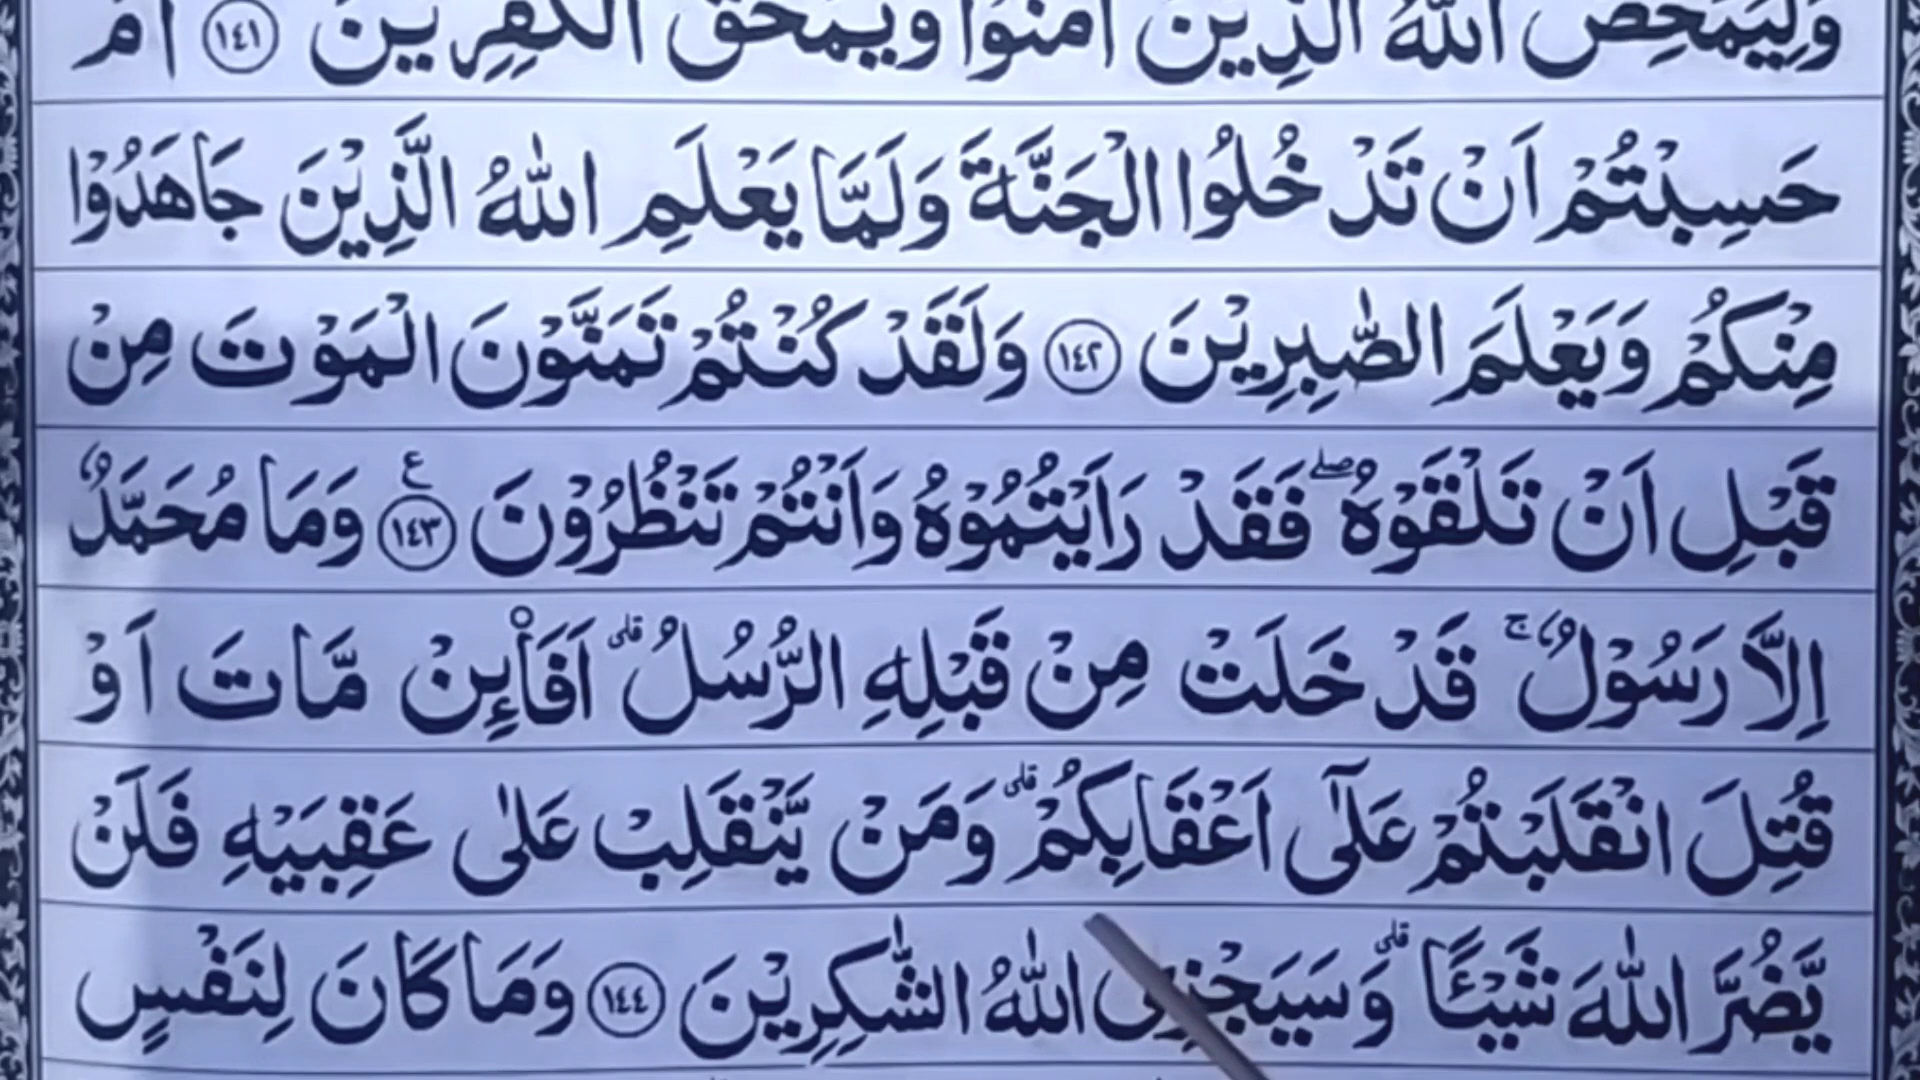 وَلِيُمَحِّصَ اللّٰهُ الَّذِيْنَ اٰمَنُوْا وَيَمْحَقَ الْكٰفِرِيْنَ ﴿١٤١﴾ اَمْ
حَسِبْتُمْ اَنْ تَدْخُلُوا الْجَنَّةَ وَلَمَّا يَعْلَمِ اللّٰهُ الَّذِيْنَ جَاهَدُوْا
مِنْكُمْ وَيَعْلَمَ الصّٰبِرِيْنَ ﴿١٤٢﴾ وَلَقَدْ كُنْتُمْ تَمَنَّوْنَ الْمَوْتَ مِنْ
قَبْلِ اَنْ تَلْقَوْهُ ۖ فَقَدْ رَاَيْتُمُوْهُ وَاَنْتُمْ تَنْظُرُوْنَ ﴿١٤٣﴾ ع وَمَا مُحَمَّدٌ
اِلَّا رَسُوْلٌ ۚ قَدْ خَلَتْ مِنْ قَبْلِهِ الرُّسُلُ ۗ اَفَا۟ئِنْ مَّاتَ اَوْ
قُتِلَ انْقَلَبْتُمْ عَلٰٓى اَعْقَابِكُمْ ۗ وَمَنْ يَّنْقَلِبْ عَلٰى عَقِبَيْهِ فَلَنْ
يَّضُرَّ اللّٰهَ شَيْـًٔا ۗ وَسَيَجْزِى اللّٰهُ الشّٰكِرِيْنَ ﴿١٤٤﴾ وَمَا كَانَ لِنَفْسٍ